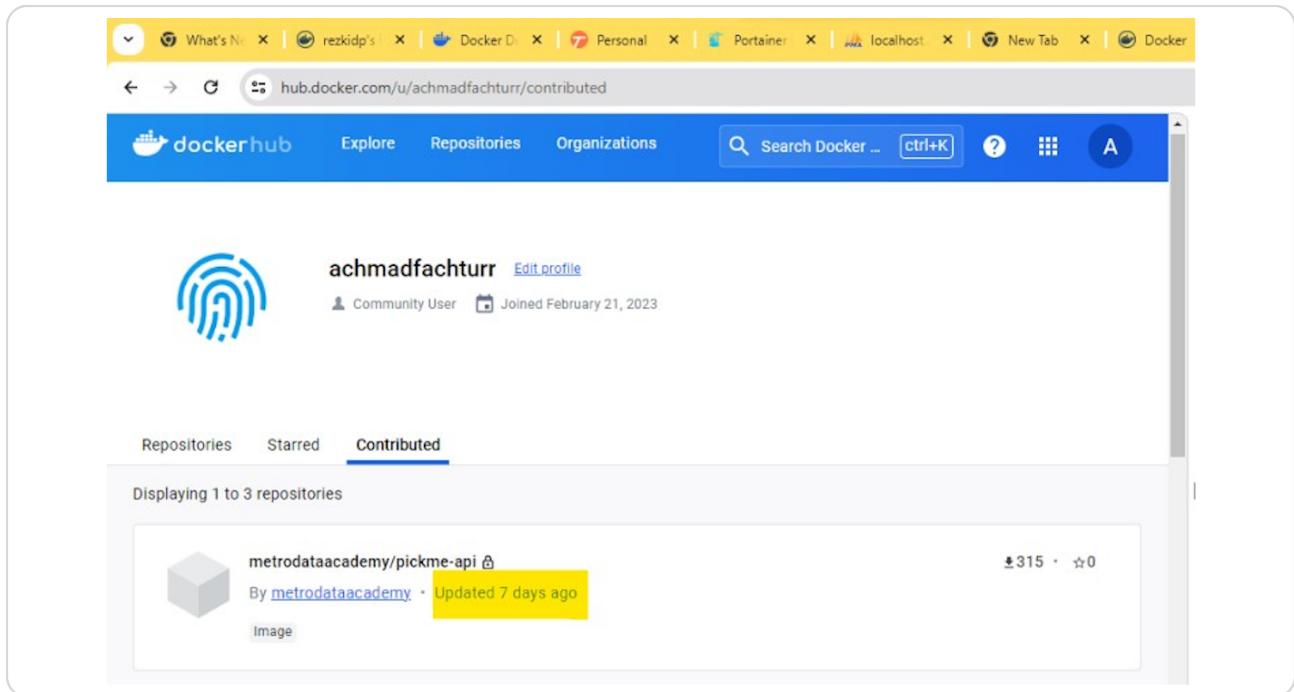 What's Ne rezkidp's Docker De Personal Portainer localhost New Tab Docker
hub.docker.com/u/achmadfachturr/contributed
dockerhub Explore Repositories Organizations Search Docker ... ctrl+K ? A
achmadfachturr Edit profile
Community User Joined February 21, 2023
Repositories Starred Contributed
Displaying 1 to 3 repositories
metrodataacademy/pickme-api 315 · ☆0
By metrodataacademy · Updated 7 days ago
Image